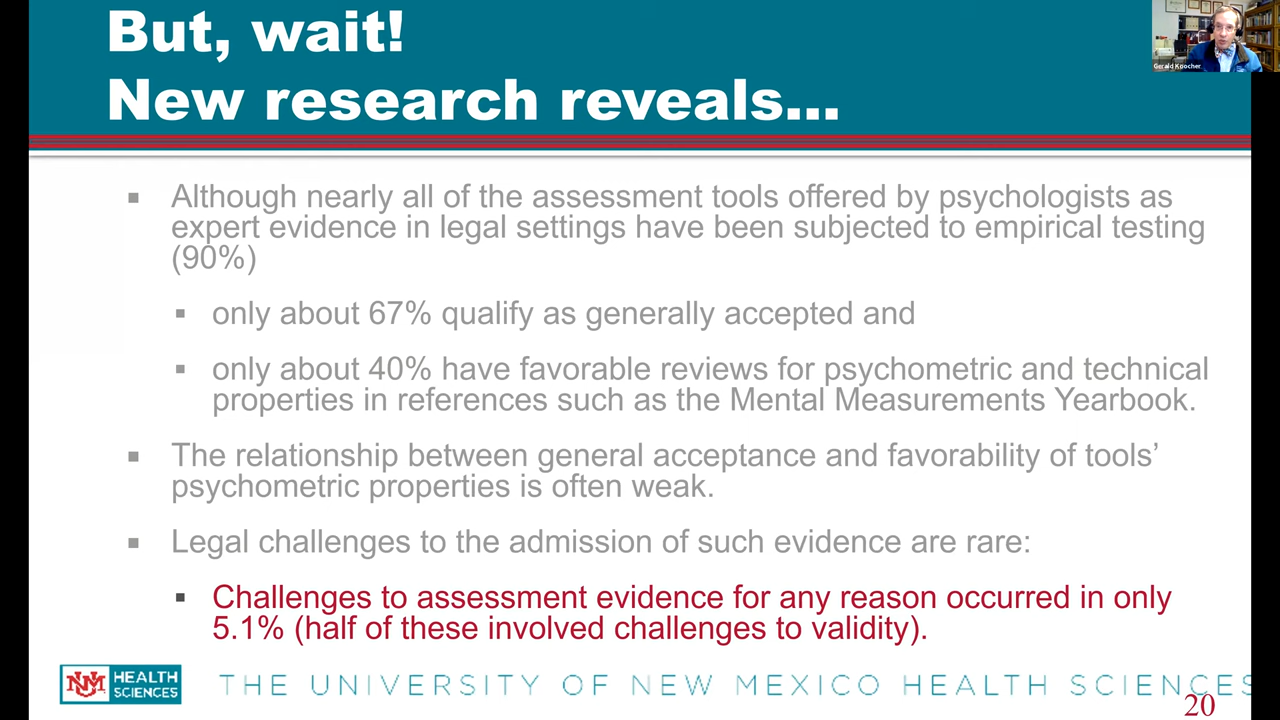 But, wait!
New research reveals...
Gerald Koocher
▪ Although nearly all of the assessment tools offered by psychologists as
expert evidence in legal settings have been subjected to empirical testing
(90%)
▪ only about 67% qualify as generally accepted and
▪ only about 40% have favorable reviews for psychometric and technical
properties in references such as the Mental Measurements Yearbook.
▪ The relationship between general acceptance and favorability of tools’
psychometric properties is often weak.
▪ Legal challenges to the admission of such evidence are rare:
▪ Challenges to assessment evidence for any reason occurred in only
5.1% (half of these involved challenges to validity).
UNM HEALTH
SCIENCES
THE UNIVERSITY OF NEW MEXICO HEALTH SCIENCES
20